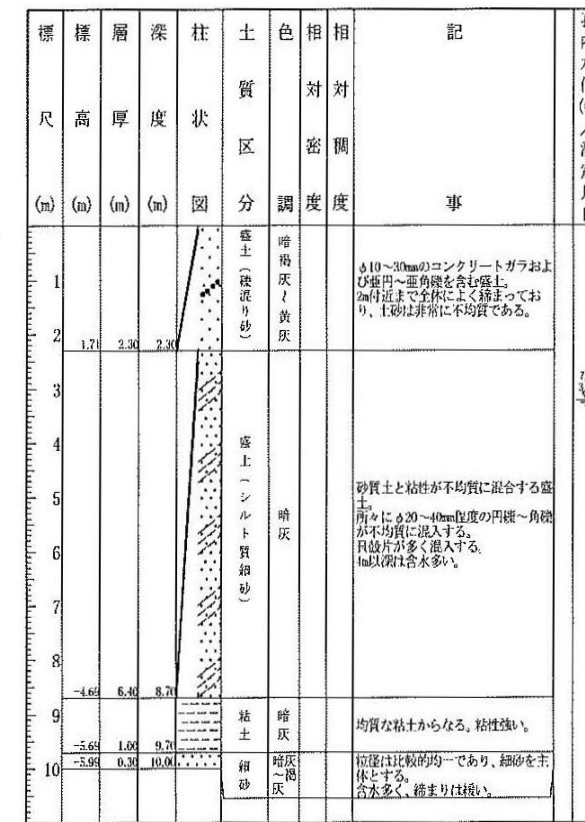 標尺(m)
標高(m)
層厚(m)
深度(m)
柱状図
土質区分
色調
相対密度
相対稠度
記事
1
2
3
4
5
6
7
8
9
10
1.71 2.30 2.30
盛土(礫混り砂)
暗褐灰~黄灰
φ10~30mmのコンクリートガラおよ
び亜円~亜角礫を含む盛土。
2m付近まで全体によく締まってお
り、土砂は非常に不均質である。
-4.69 6.40 8.70
盛土(シルト質細砂)
暗灰
砂質土と粘性が不均質に混合する盛
土。
所々にφ20~40mm程度の円礫~角礫
が不均質に混入する。
貝殻片が多く混入する。
4m以深は含水多い。
-5.69 1.00 9.70
粘土
暗灰
均質な粘土からなる。粘性強い。
-5.99 0.30 10.00
細砂
暗灰~褐灰
粒径は比較的均一であり、細砂を主
体とする。
含水多く、締まりは緩い。